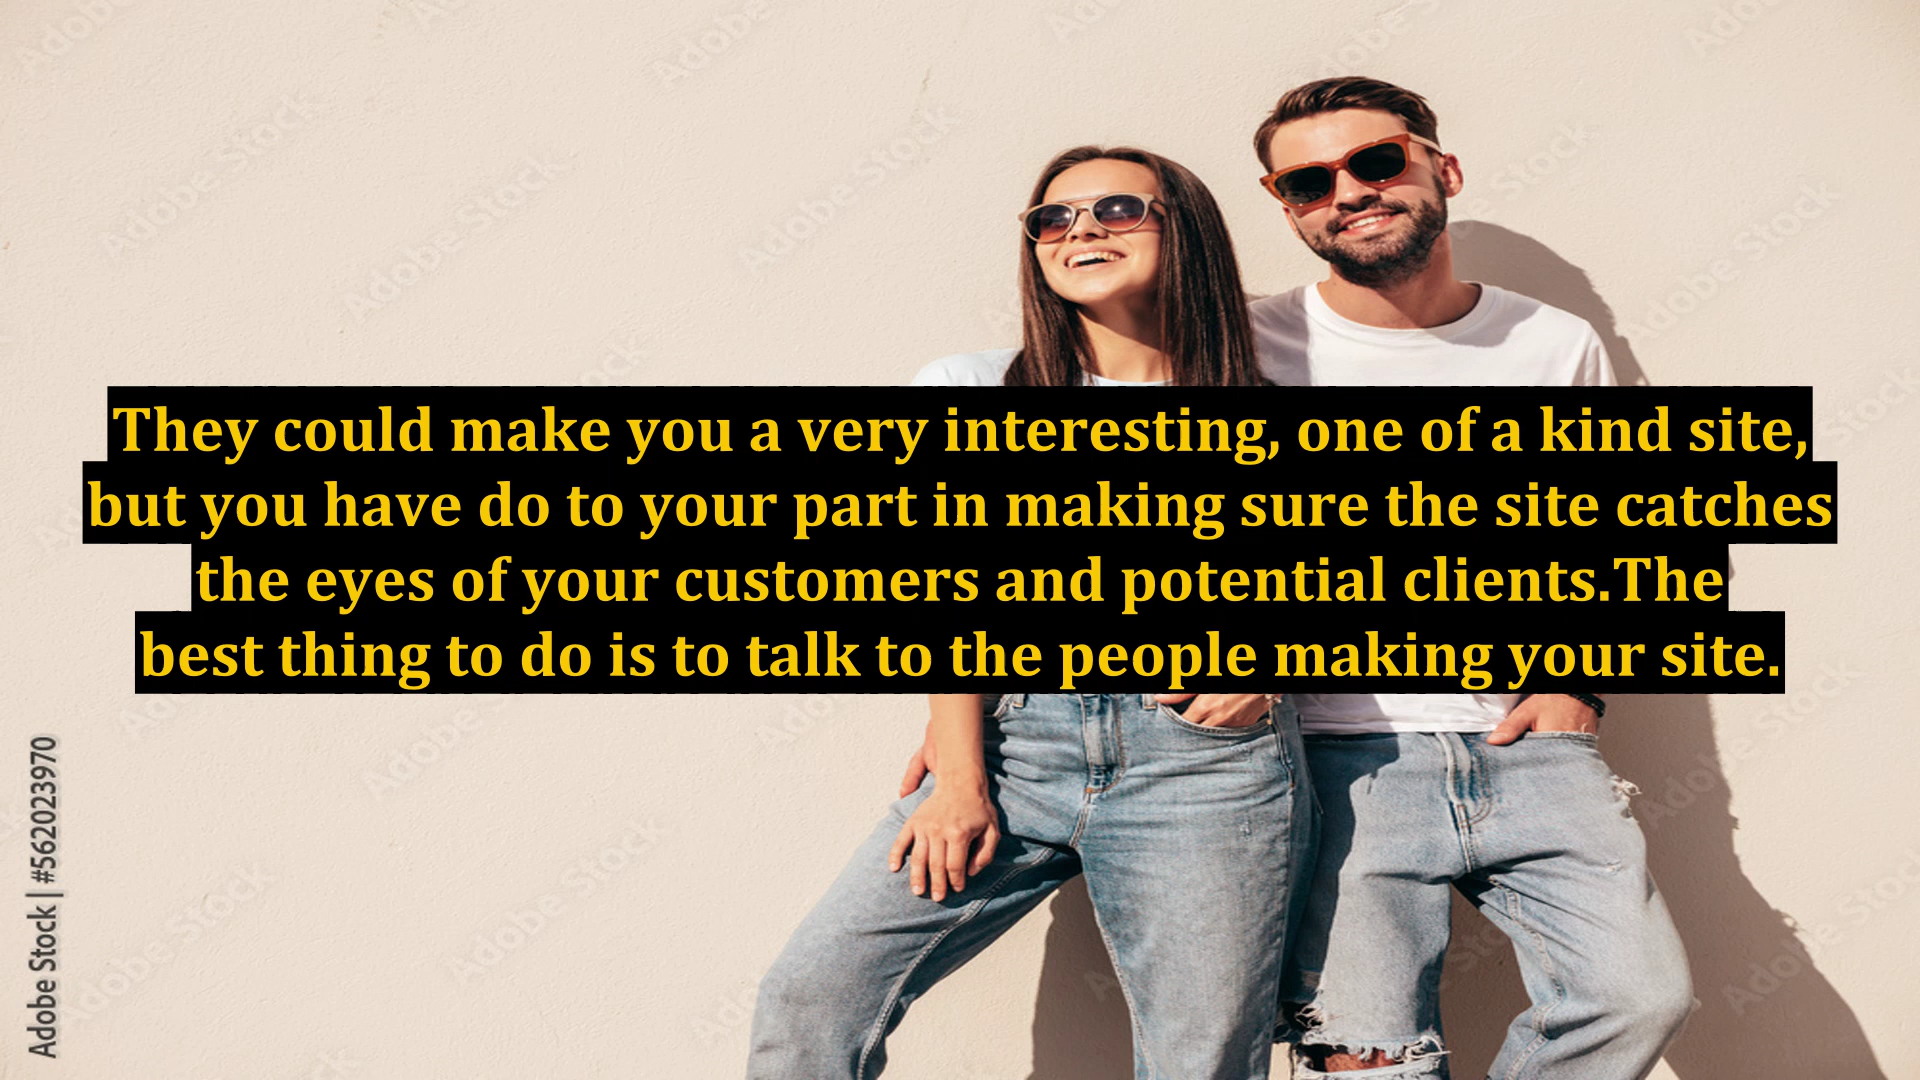 They could make you a very interesting, one of a kind site,
but you have do to your part in making sure the site catches
the eyes of your customers and potential clients.The
best thing to do is to talk to the people making your site.
Adobe Stock | #562023970
Adobe Stock